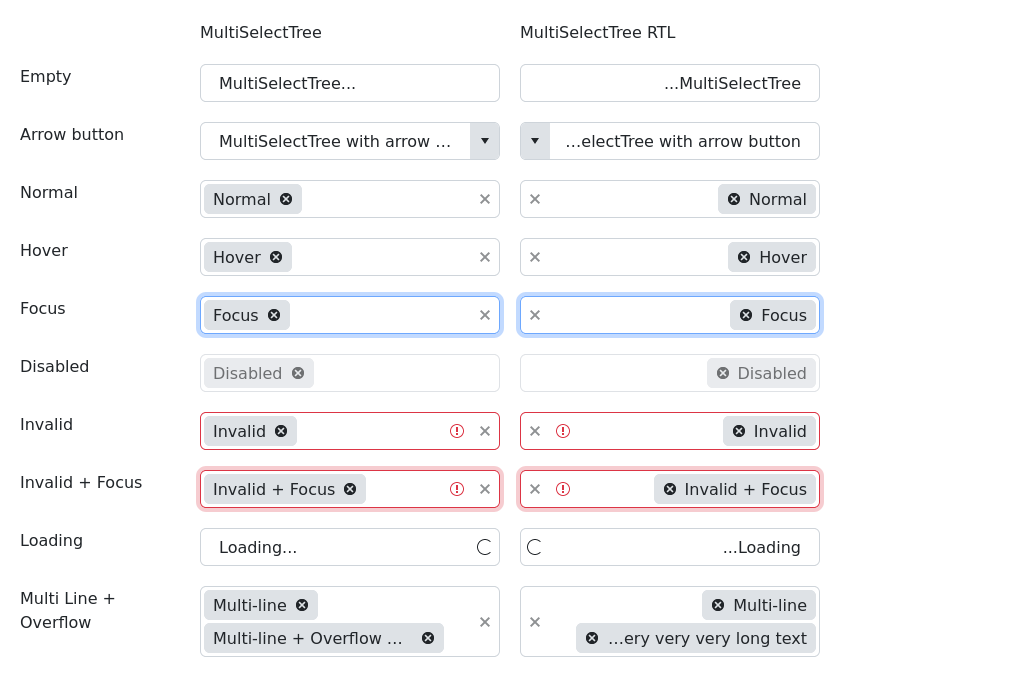 MultiSelectTree MultiSelectTree RTL
Empty MultiSelectTree... ...MultiSelectTree
Arrow button MultiSelectTree with arrow ... ...electTree with arrow button
Normal Normal Normal
Hover Hover Hover
Focus Focus Focus
Disabled Disabled Disabled
Invalid Invalid Invalid
Invalid + Focus Invalid + Focus Invalid + Focus
Loading Loading... ...Loading
Multi Line + Multi-line Multi-line
Overflow Multi-line + Overflow ... ...ery very very long text